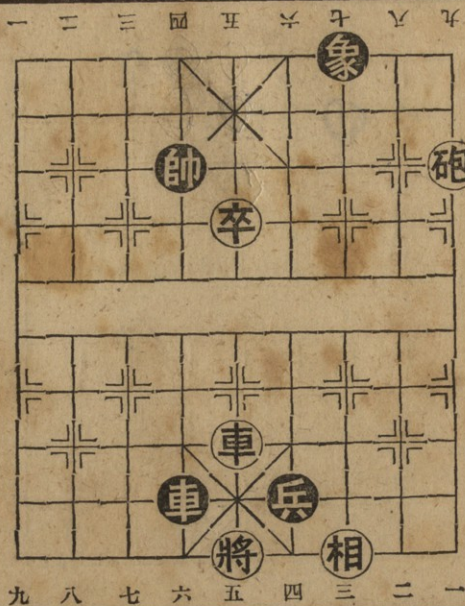 一 二 三 四 五 六 七 八 九
象
帥 砲
卒
車
車 兵
將 相
九 八 七 六 五 四 三 二 一